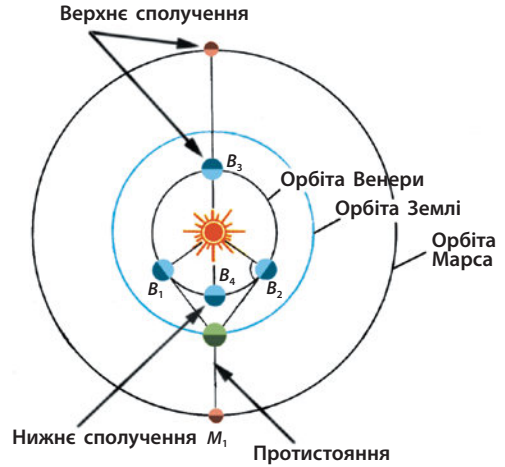 Верхнє сполучення
B₃
Орбіта Венери
Орбіта Землі
Орбіта
Марса
B₁
B₄
B₂
Нижнє сполучення M₁
Протистояння